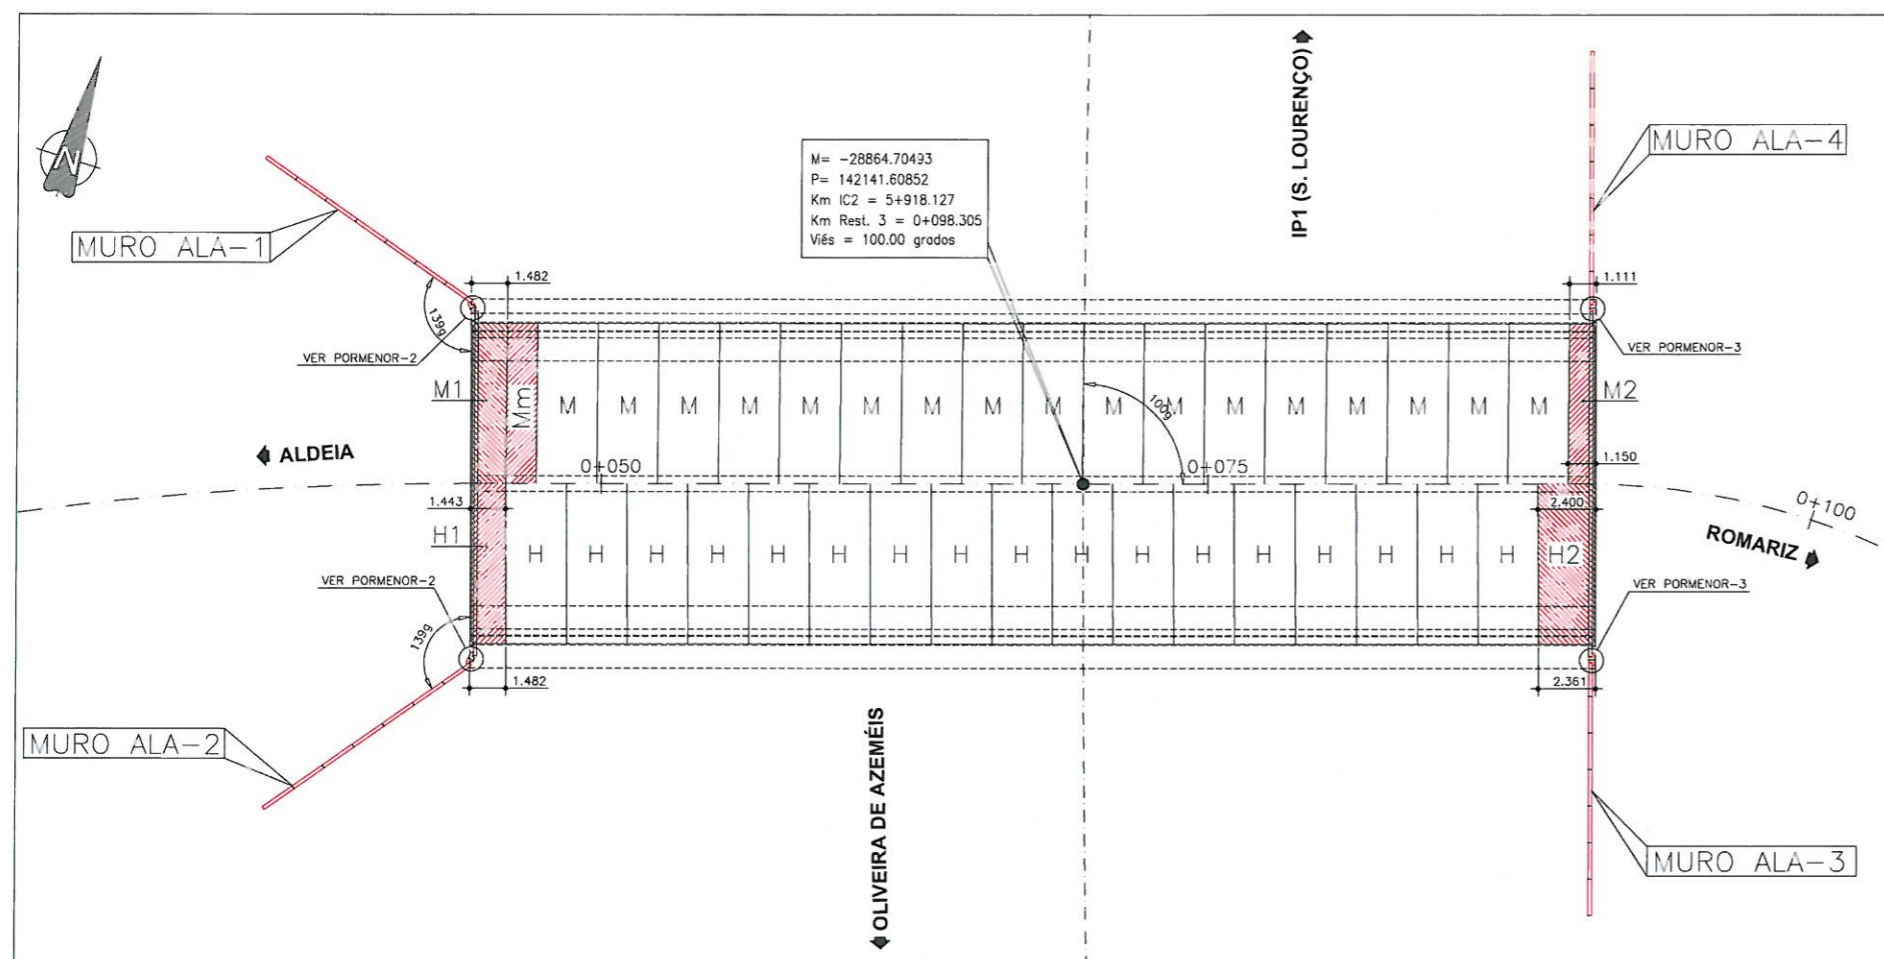 N
MURO ALA-1
139g
VER PORMENOR-2
1.482
M= -28864.70493
P= 142141.60852
Km IC2 = 5+918.127
Km Rest. 3 = 0+098.305
Viés = 100.00 grados
IP1 (S. LOURENÇO)
MURO ALA-4
1.111
VER PORMENOR-3
M1
Mm
M M M M M M M M M M M M M M M M M
M2
100g
ALDEIA
0+050
0+075
1.150
1.443
2.400
0+100
ROMARIZ
H1
H H H H H H H H H H H H H H H H H
H2
VER PORMENOR-2
VER PORMENOR-3
139g
1.482
2.361
MURO ALA-2
OLIVEIRA DE AZEMÉIS
MURO ALA-3